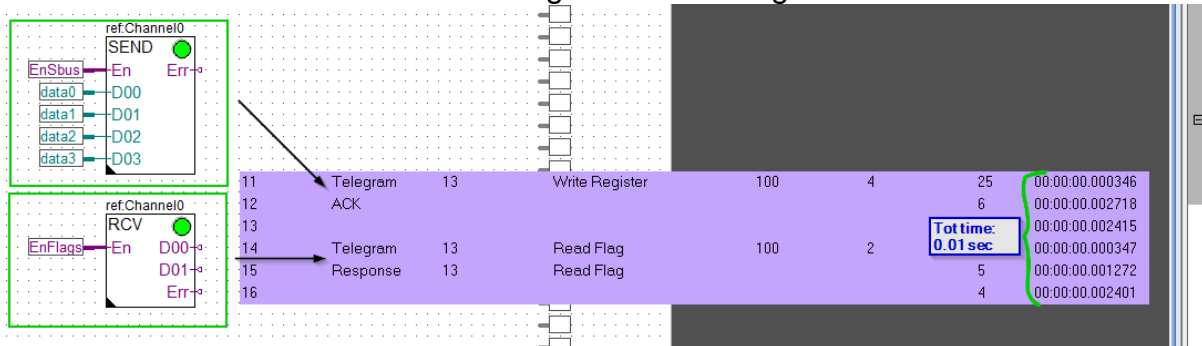 ref:Channel0
SEND
EnSbus En Err
data0 D00
data1 D01
data2 D02
data3 D03
ref:Channel0
RCV
EnFlags En D00
D01
Err
11 Telegram 13 Write Register 100 4 25 00:00:00.000346
12 ACK 6 00:00:00.002718
13 00:00:00.002415
14 Telegram 13 Read Flag 100 2 00:00:00.000347
15 Response 13 Read Flag 5 00:00:00.001272
16 4 00:00:00.002401
Tot time:
0.01 sec